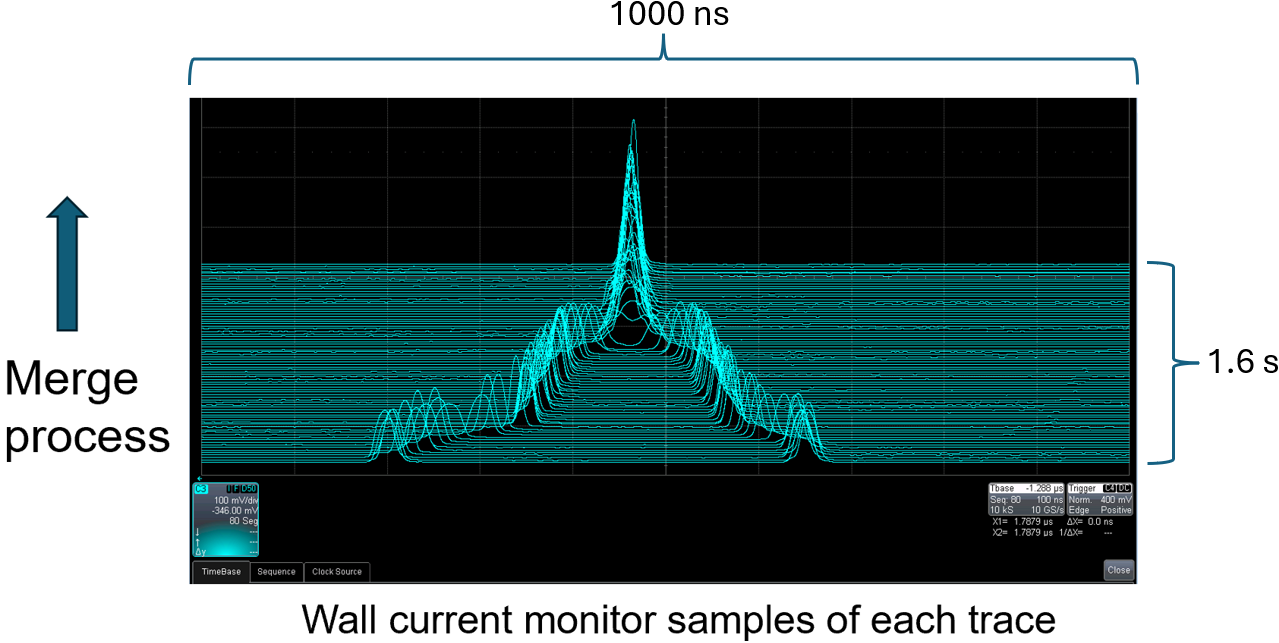 1000 ns
Merge
process
1.6 s
C3
100 mV/div
-346.00 mV
80 Seg
Δy
Tbase -1.288 µs
Seq: 80 100 ns
10 kS 10 GS/s
Trigger C4 DC
Norm. 400 mV
Edge Positive
X1= 1.7879 µs ΔX= 0.0 ns
X2= 1.7879 µs 1/ΔX= ---
TimeBase Sequence Clock Source Close
Wall current monitor samples of each trace